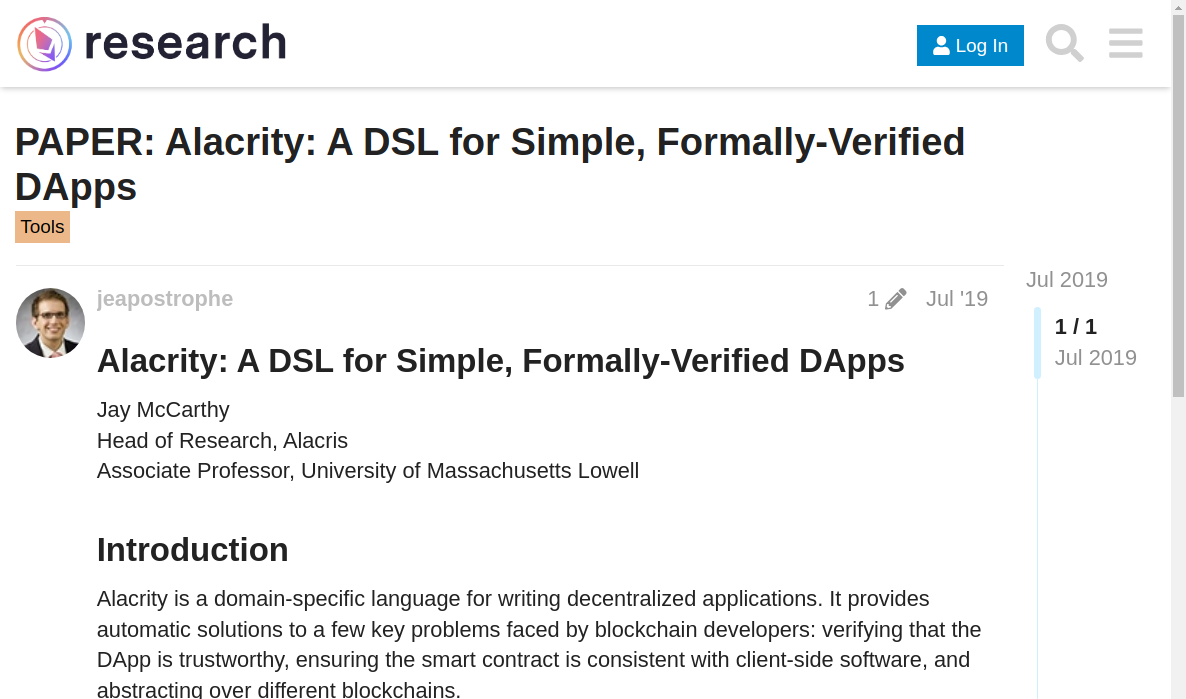 research
Log In
PAPER: Alacrity: A DSL for Simple, Formally-Verified
DApps
Tools
jeapostrophe
1
Jul '19
Jul 2019
1 / 1
Jul 2019
Alacrity: A DSL for Simple, Formally-Verified DApps
Jay McCarthy
Head of Research, Alacris
Associate Professor, University of Massachusetts Lowell
Introduction
Alacrity is a domain-specific language for writing decentralized applications. It provides
automatic solutions to a few key problems faced by blockchain developers: verifying that the
DApp is trustworthy, ensuring the smart contract is consistent with client-side software, and
abstracting over different blockchains.